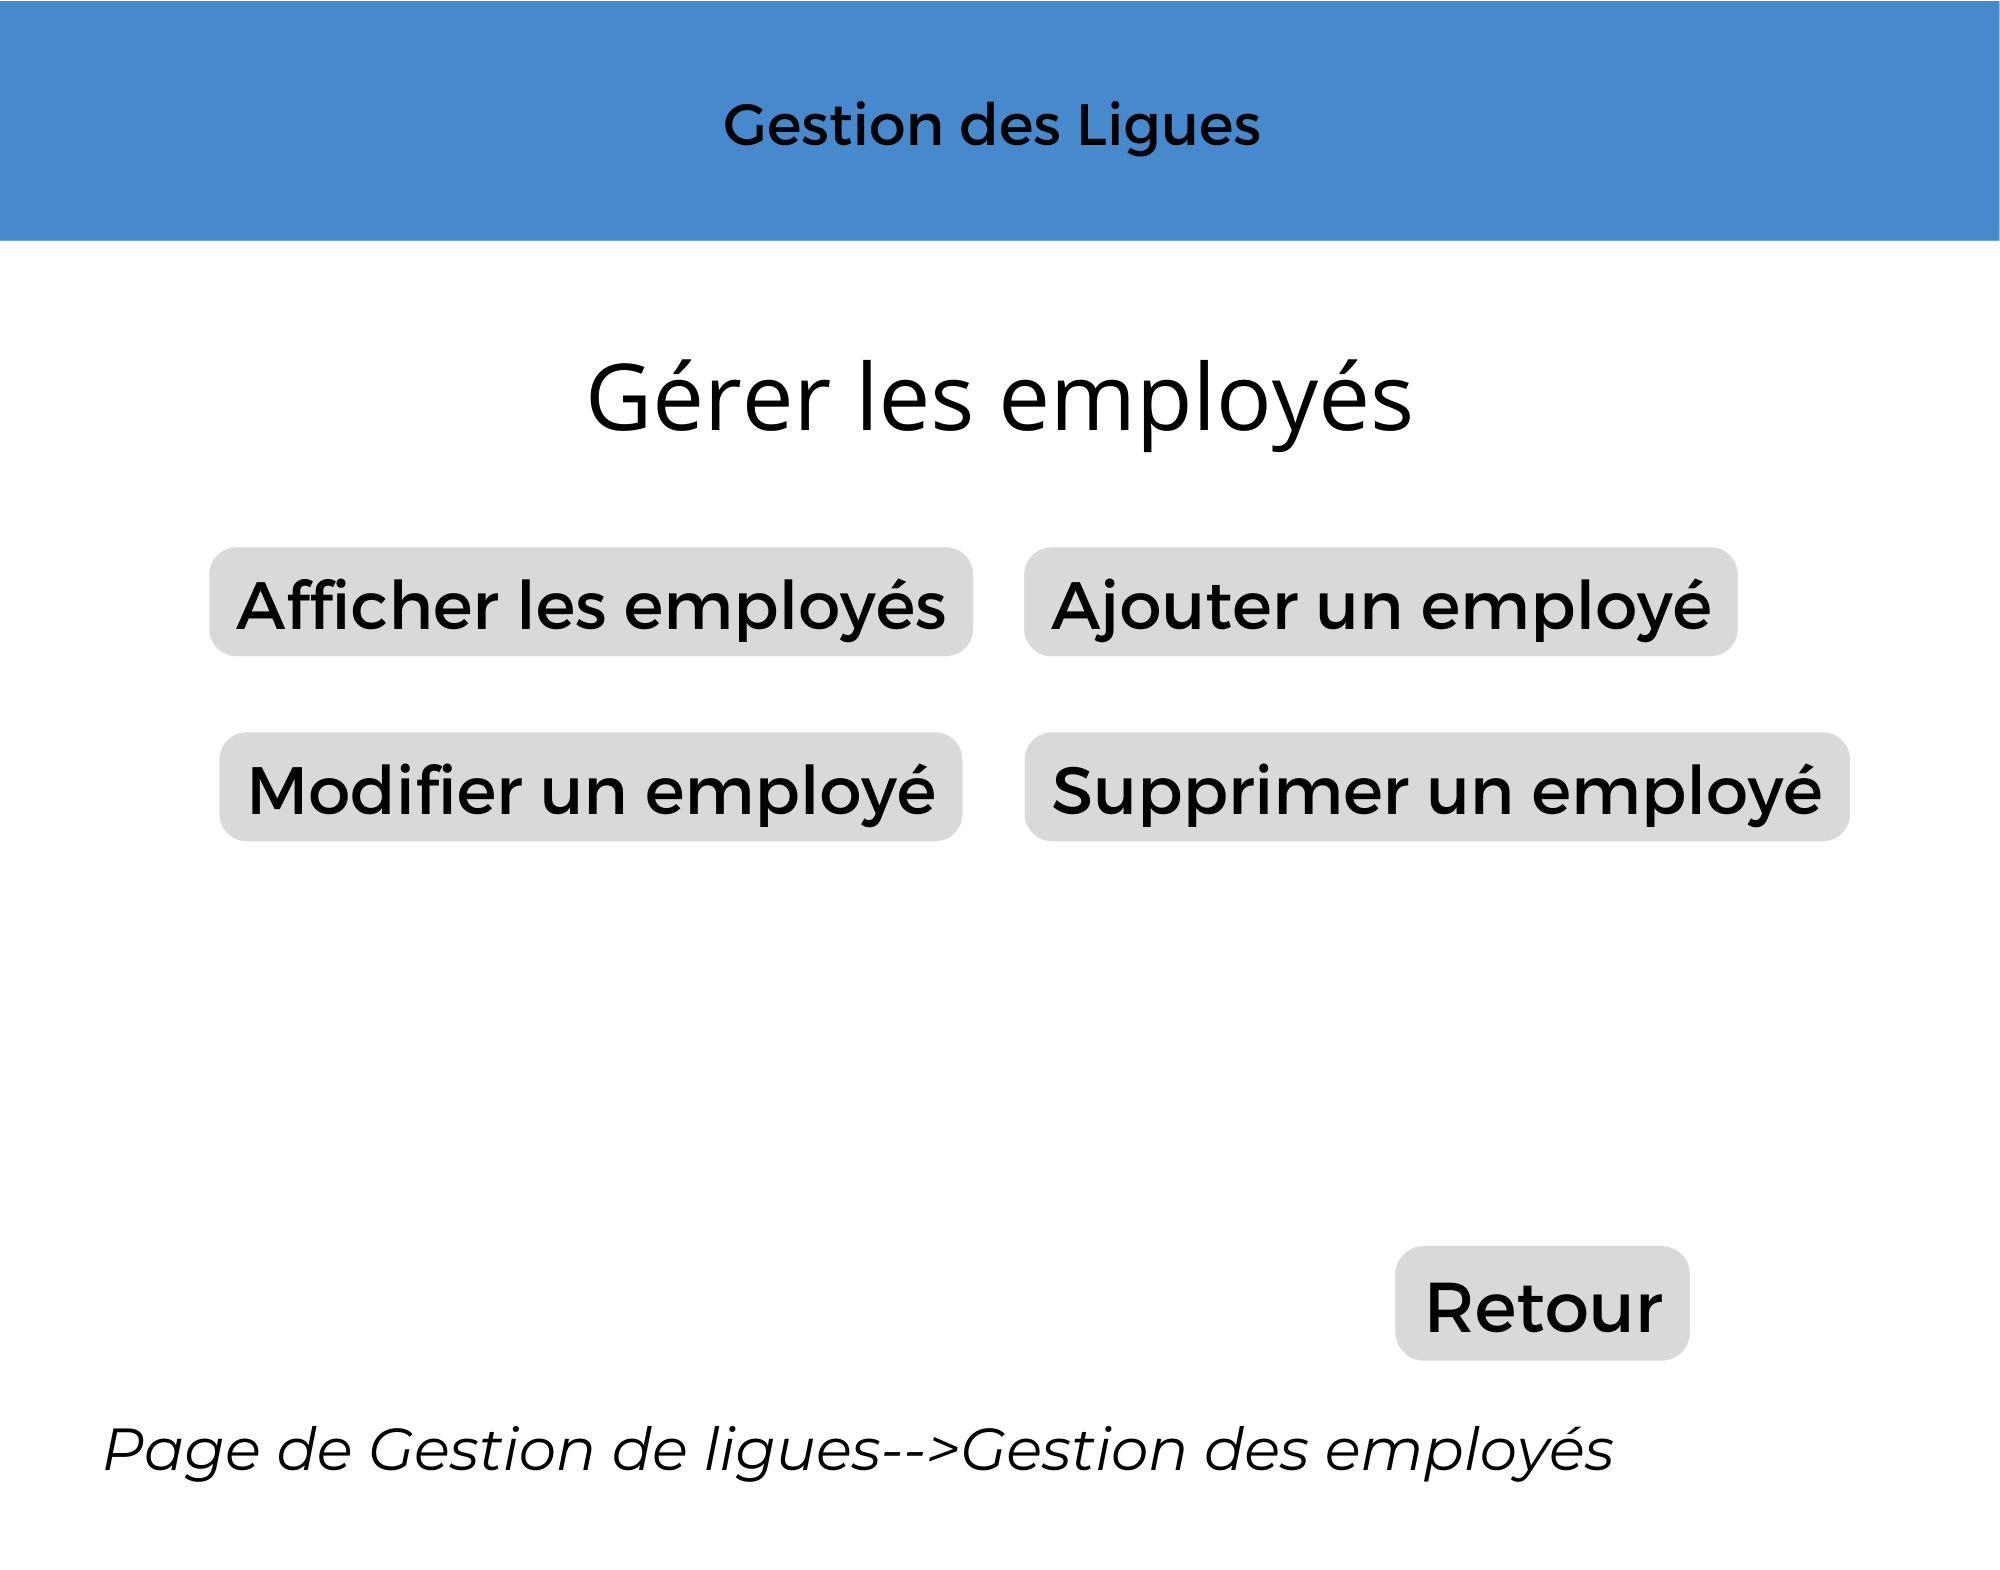 Gestion des Ligues
Gérer les employés
Afficher les employés
Ajouter un employé
Modifier un employé
Supprimer un employé
Retour
Page de Gestion de ligues-->Gestion des employés